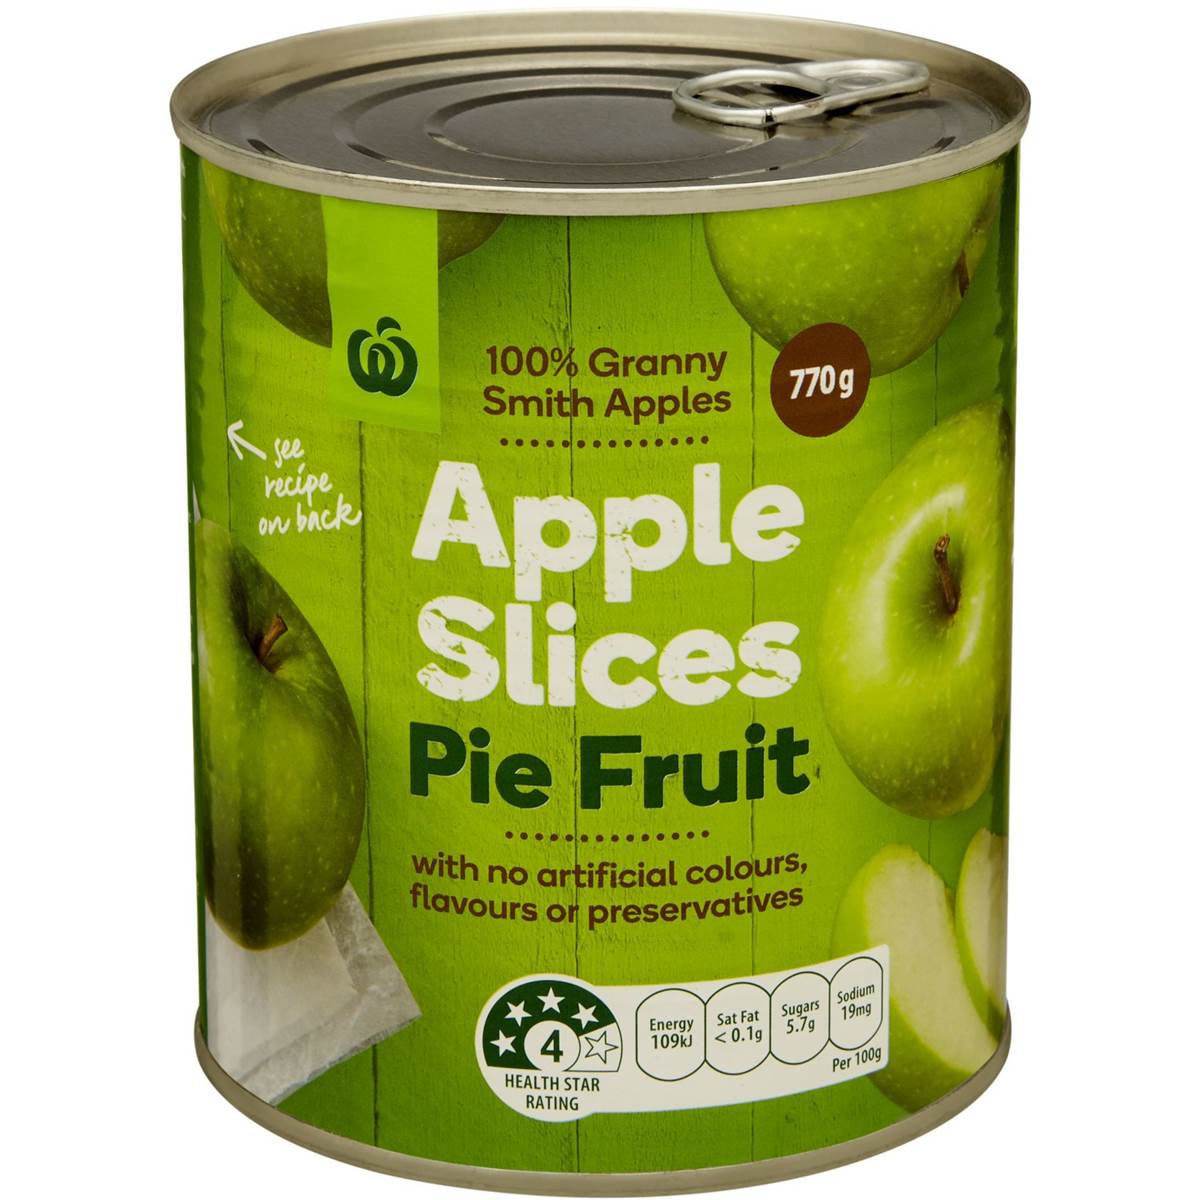 100% Granny
Smith Apples
770g
see
recipe
on back
Apple
Slices
Pie Fruit
with no artificial colours,
flavours or preservatives
4
HEALTH STAR
RATING
Energy
109kJ
Sat Fat
< 0.1g
Sugars
5.7g
Sodium
19mg
Per 100g